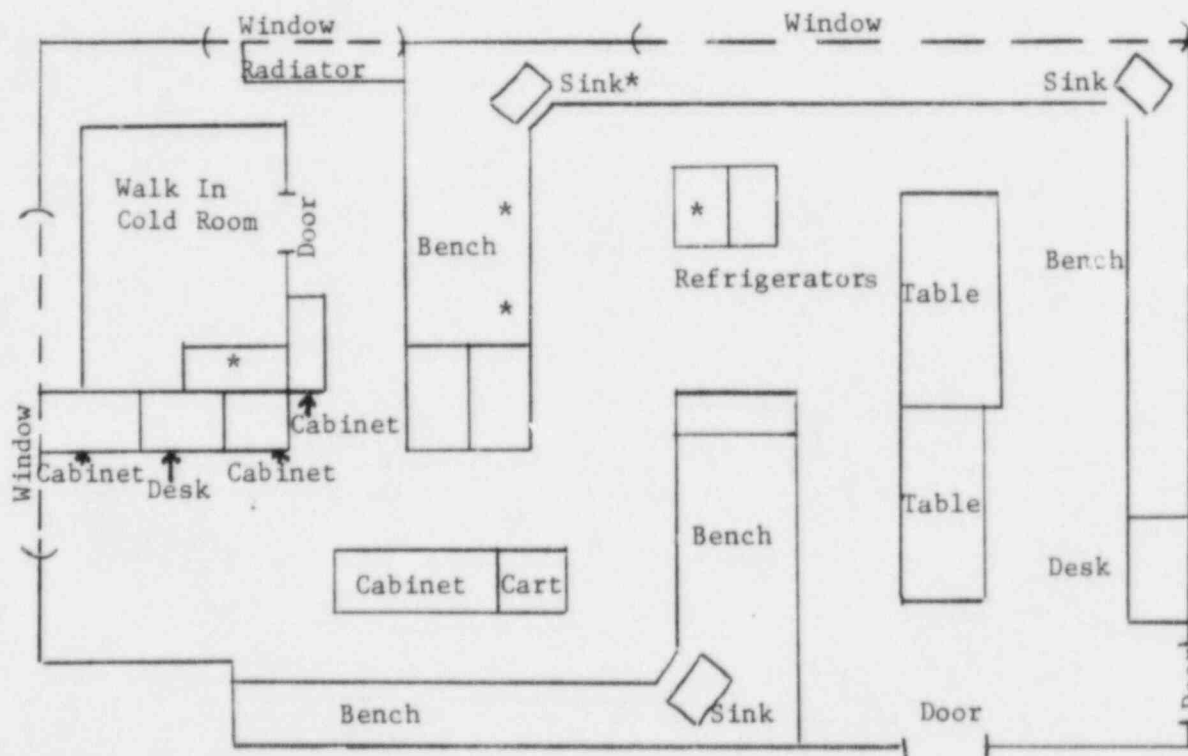 Window
Window
Radiator
Sink*
Sink
Walk In
Cold Room
Door
*
*
Bench
Bench
Refrigerators
Table
*
*
Cabinet
Window
Cabinet
Desk
Cabinet
Table
Bench
Cabinet
Cart
Desk
Bench
Sink
Door